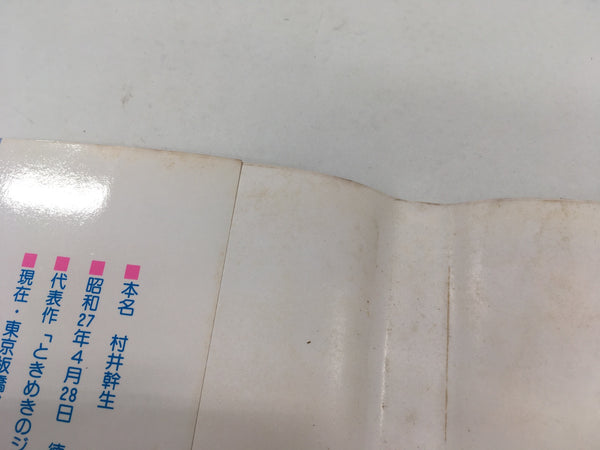 ■本名 村井幹生
■昭和27年4月28日 徳
■代表作「ときめきのジ
■現在・東京板橋